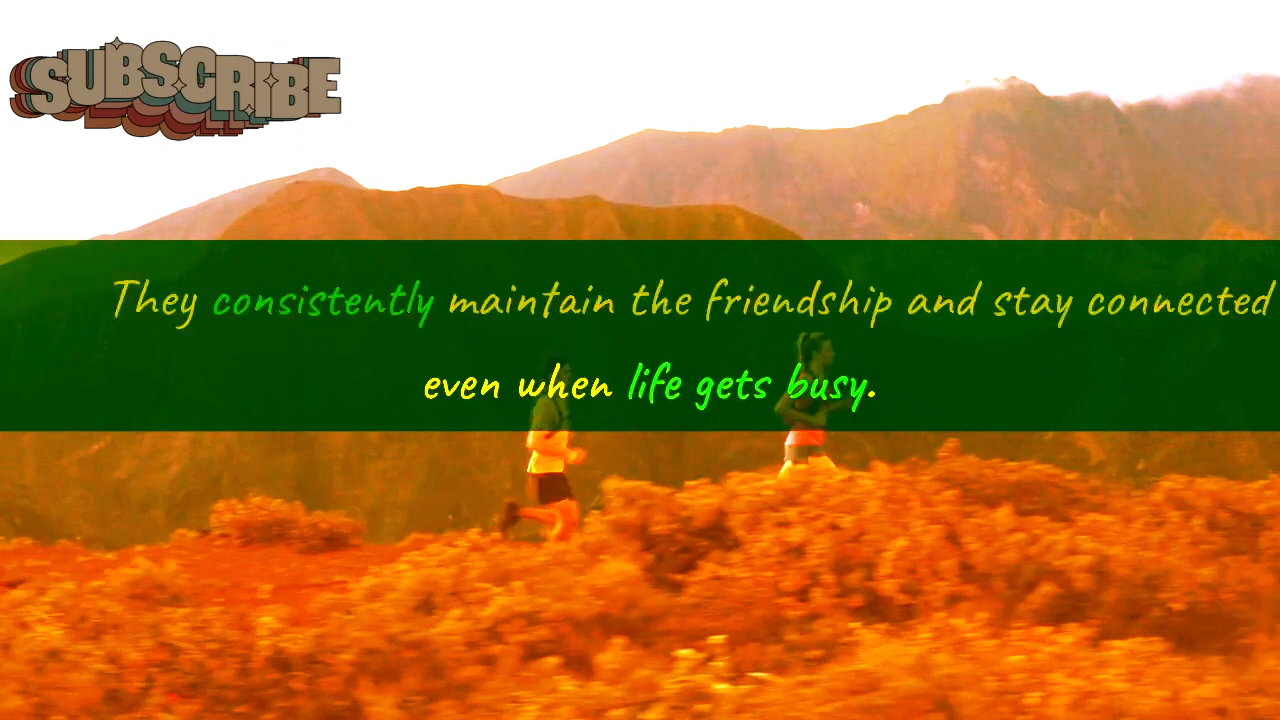 SUBSCRIBE
They consistently maintain the friendship and stay connected
even when life gets busy.